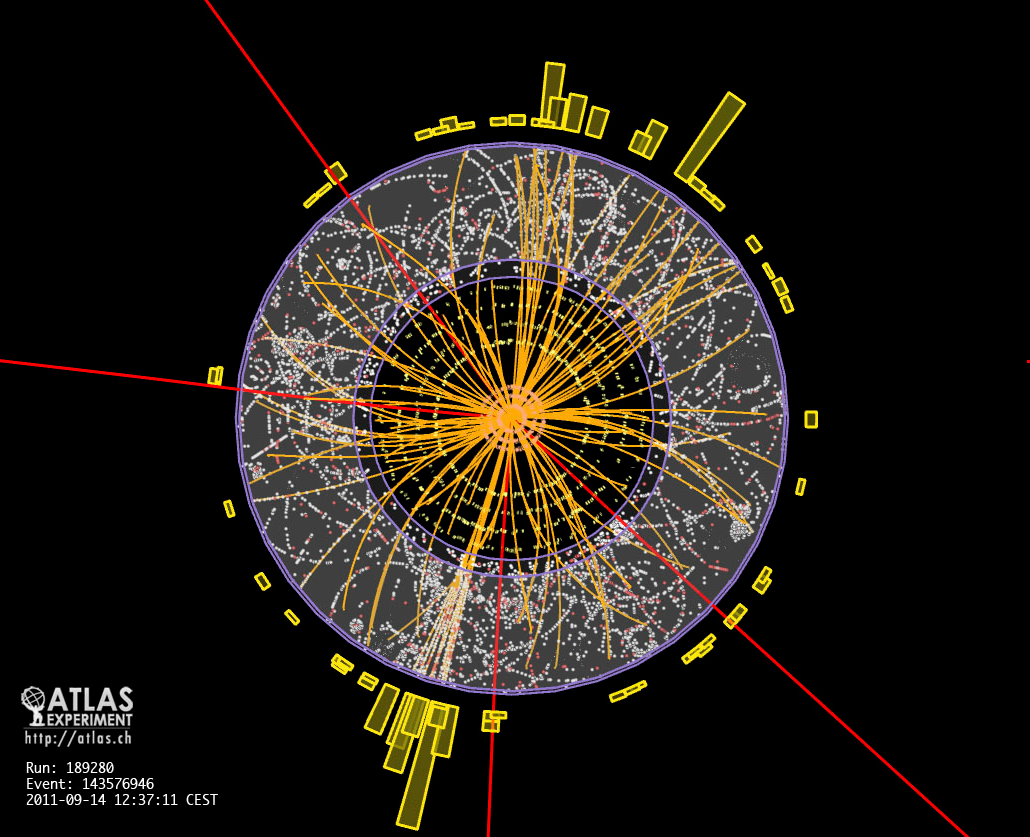 ATLAS
EXPERIMENT
http://atlas.ch
Run: 189280
Event: 143576946
2011-09-14 12:37:11 CEST